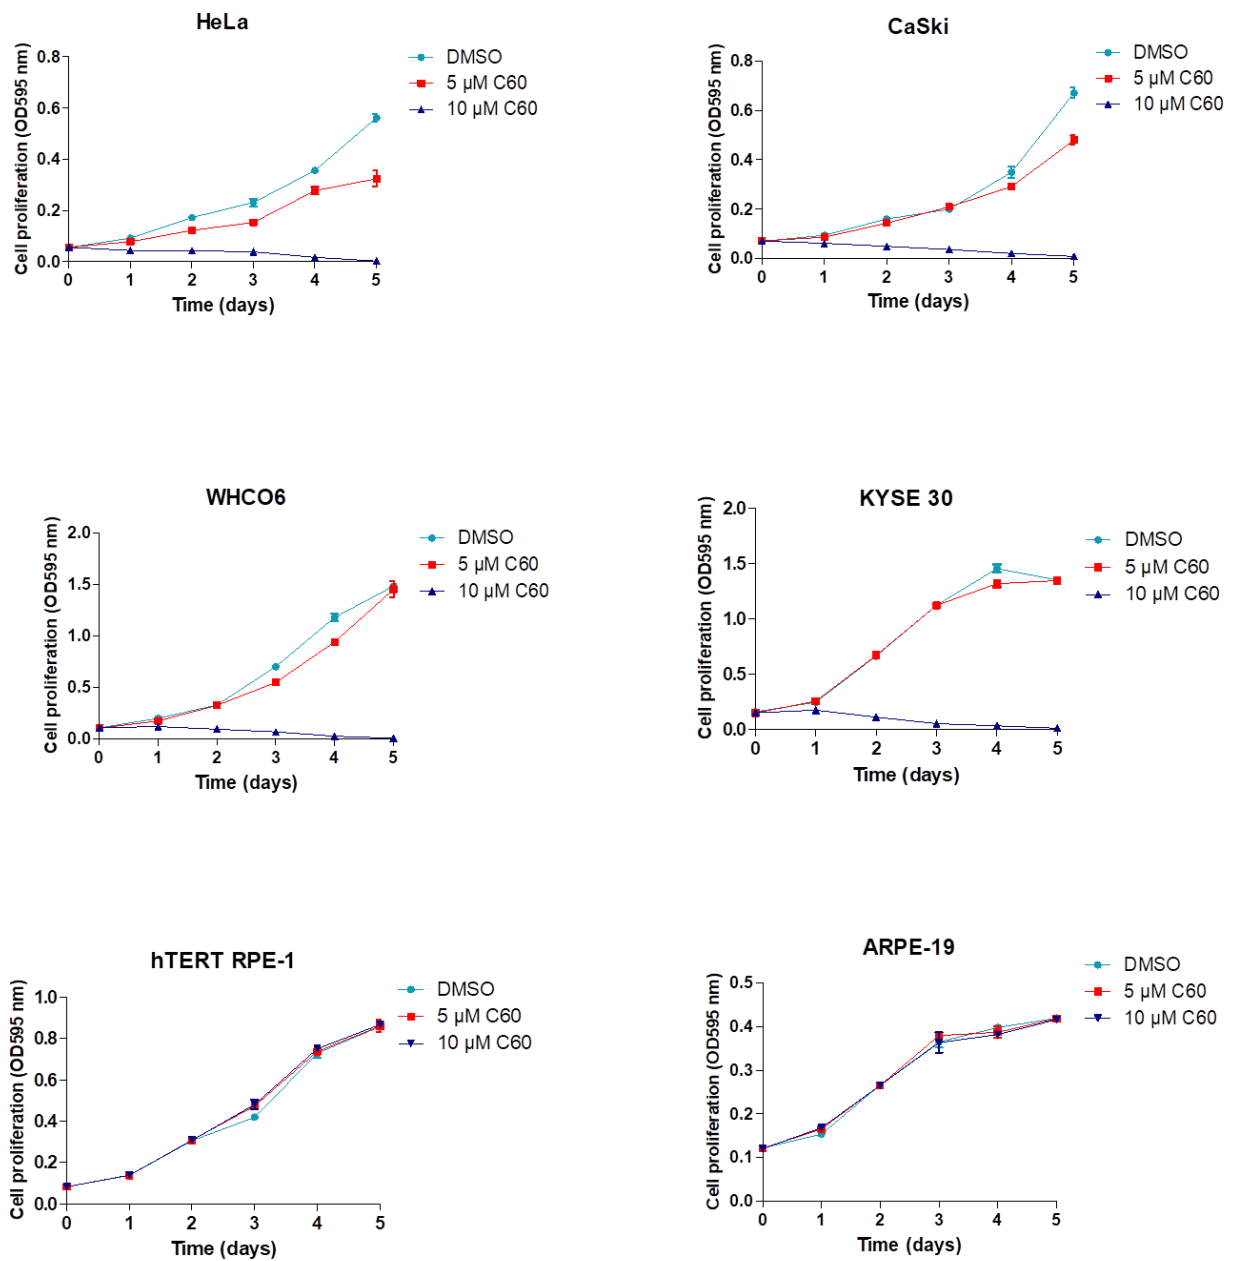 HeLa
Cell proliferation (OD595 nm)
0.8
0.6
0.4
0.2
0.0
0 1 2 3 4 5
Time (days)
DMSO
5 µM C60
10 µM C60
CaSki
Cell proliferation (OD595 nm)
0.8
0.6
0.4
0.2
0.0
0 1 2 3 4 5
Time (days)
DMSO
5 µM C60
10 µM C60
WHCO6
Cell proliferation (OD595 nm)
2.0
1.5
1.0
0.5
0.0
0 1 2 3 4 5
Time (days)
DMSO
5 µM C60
10 µM C60
KYSE 30
Cell proliferation (OD595 nm)
2.0
1.5
1.0
0.5
0.0
0 1 2 3 4 5
Time (days)
DMSO
5 µM C60
10 µM C60
hTERT RPE-1
Cell proliferation (OD595 nm)
1.0
0.8
0.6
0.4
0.2
0.0
0 1 2 3 4 5
Time (days)
DMSO
5 µM C60
10 µM C60
ARPE-19
Cell proliferation (OD595 nm)
0.5
0.4
0.3
0.2
0.1
0.0
0 1 2 3 4 5
Time (days)
DMSO
5 µM C60
10 µM C60